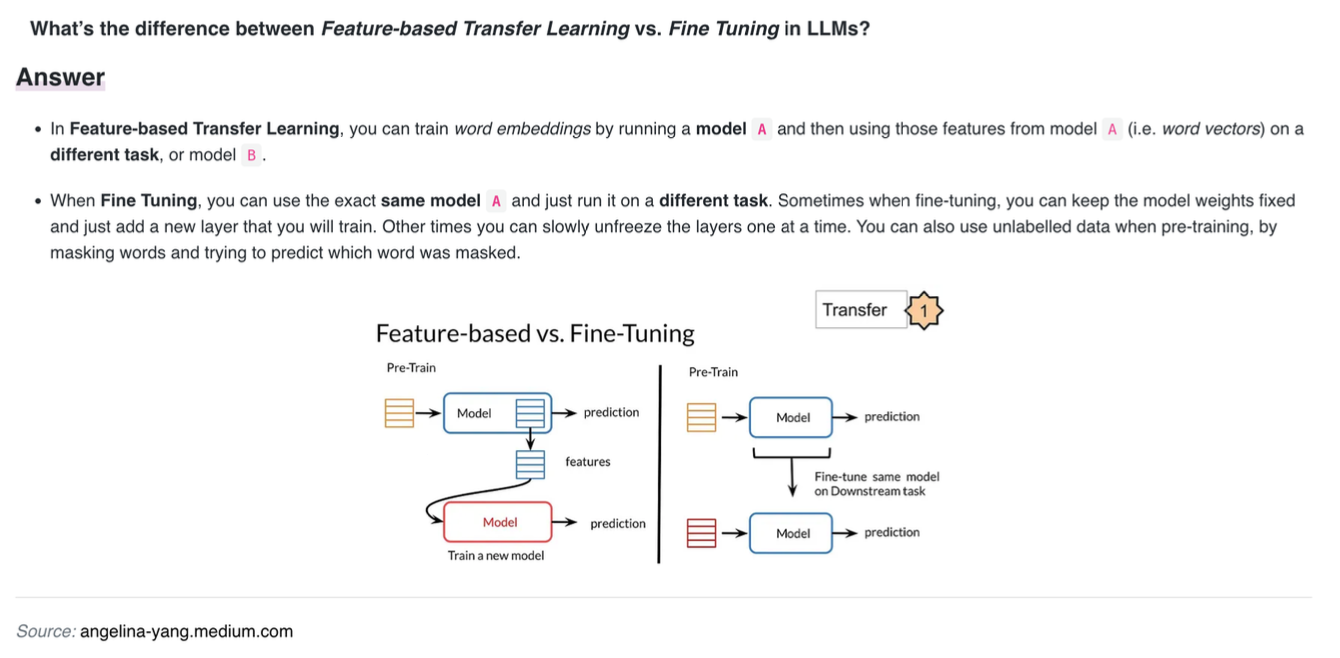 What's the difference between Feature-based Transfer Learning vs. Fine Tuning in LLMs?
Answer
• In Feature-based Transfer Learning, you can train word embeddings by running a model A and then using those features from model A (i.e. word vectors) on a
different task, or model B .
• When Fine Tuning, you can use the exact same model A and just run it on a different task. Sometimes when fine-tuning, you can keep the model weights fixed
and just add a new layer that you will train. Other times you can slowly unfreeze the layers one at a time. You can also use unlabelled data when pre-training, by
masking words and trying to predict which word was masked.
Transfer 1
Feature-based vs. Fine-Tuning
Pre-Train
Model
prediction
features
Model
prediction
Train a new model
Pre-Train
Model
prediction
Fine-tune same model
on Downstream task
Model
prediction
Source: angelina-yang.medium.com